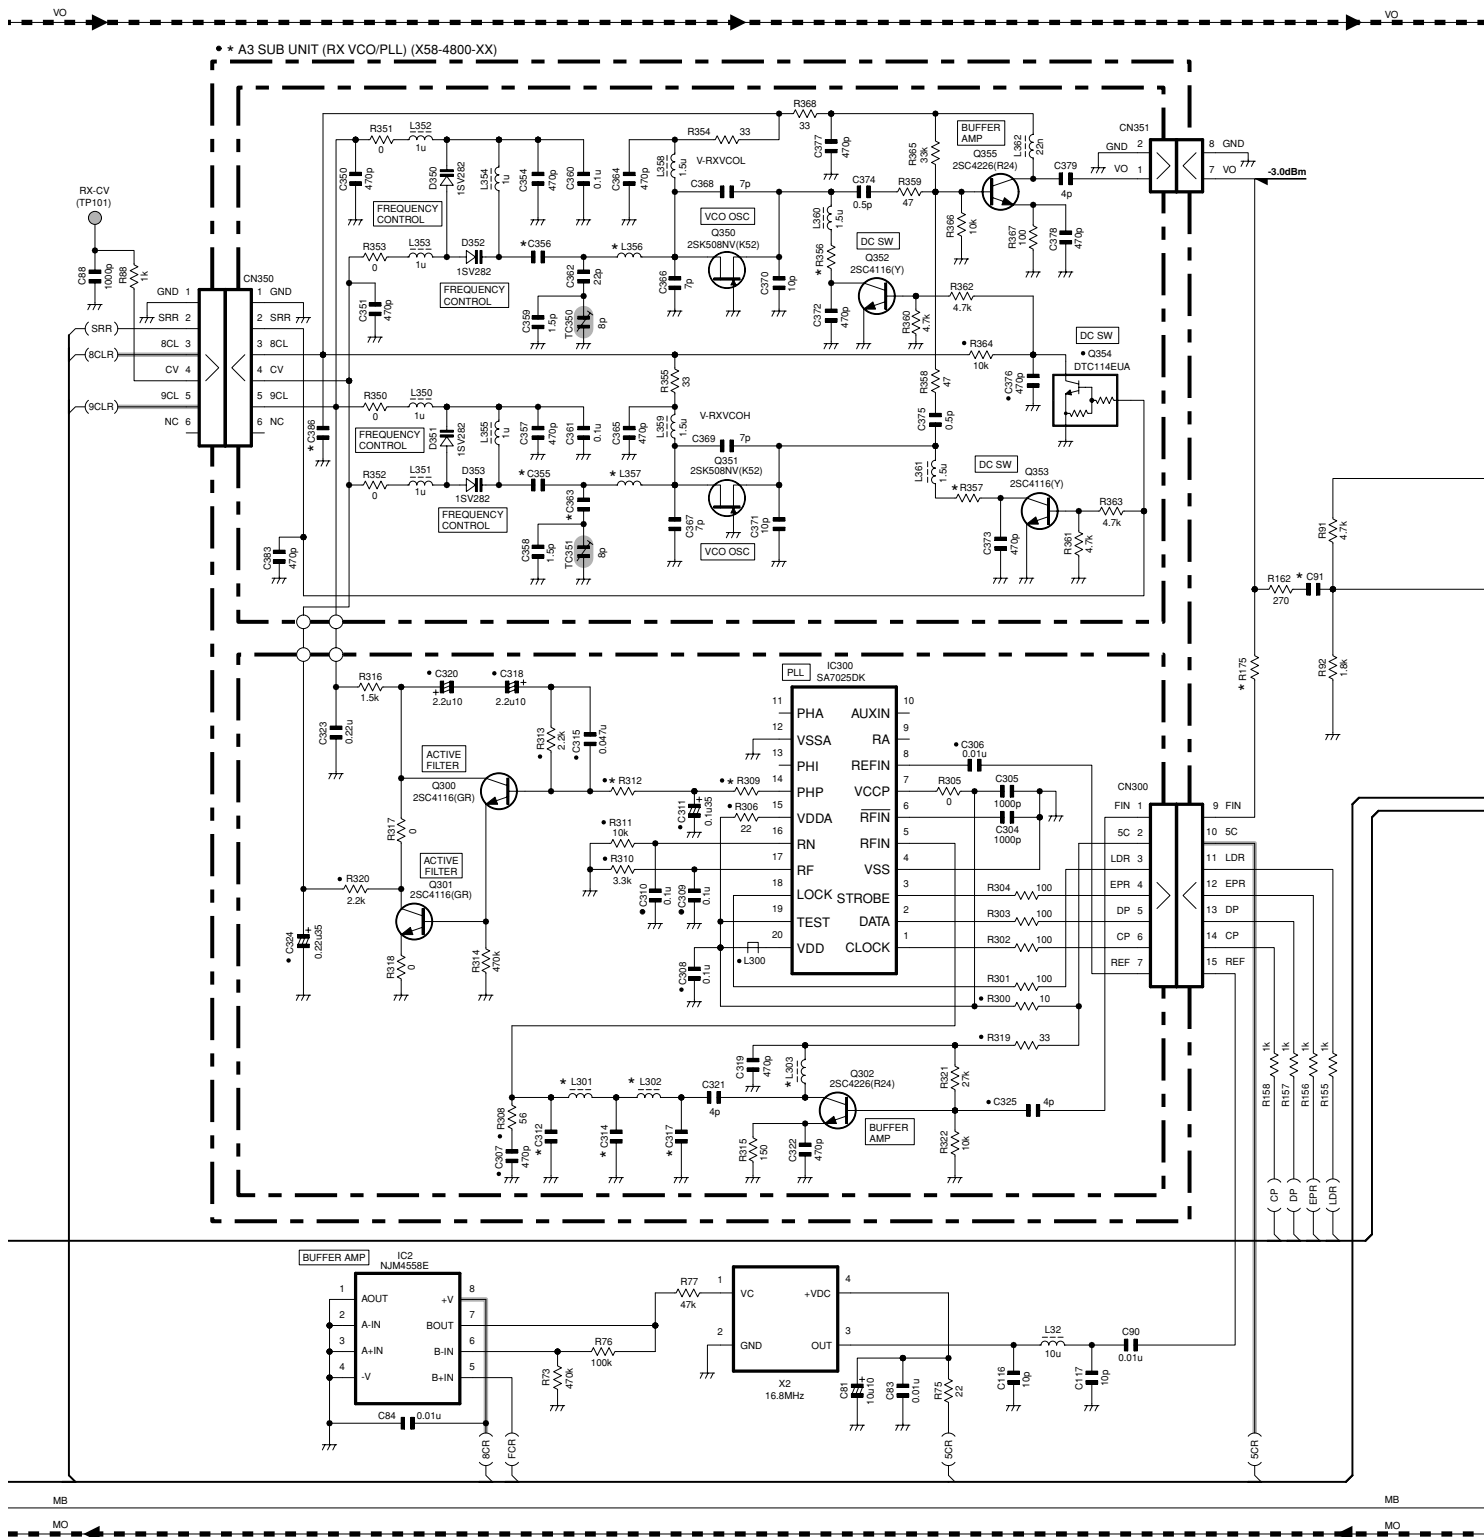 VO VO VO
• * A3 SUB UNIT (RX VCO/PLL) (X58-4800-XX)
RX-CV
(TP101)
C88 1000p
R88 1k
CN350
GND 1 1 GND
SRR 2 2 SRR
8CL 3 3 8CL
CV 4 4 CV
9CL 5 5 9CL
NC 6 6 NC
(SRR)
(8CLR)
(9CLR)
R351 0
L352 1u
C350 470p
D350 1SV282
L354 1u
C354 470p
C360 0.1u
C364 470p
FREQUENCY
CONTROL
R353 0
L353 1u
D352 1SV282
* C356
C362 22p
* L356
C351 470p
FREQUENCY
CONTROL
C359 1.5p
TC350 8p
R354 33
R368 33
L358 1.5u
V-RXVCOL
C368 7p
VCO OSC
Q350
2SK508NV(K52)
C366 7p
C370 10p
C377 470p
C374 0.5p
R359 47
L360 1.5u
* R356
DC SW
Q352
2SC4116(Y)
C372 470p
R360 4.7k
R362 4.7k
R365 33k
R366 10k
BUFFER
AMP
Q355
2SC4226(R24)
L362 22n
C379 4p
R367 100
C378 470p
CN351
GND 2 8 GND
VO 1 7 VO
-3.0dBm
• R364 10k
• C376 470p
DC SW
• Q354
DTC114EUA
R358 47
C375 0.5p
R355 33
L359 1.5u
V-RXVCOH
C369 7p
Q351
2SK508NV(K52)
VCO OSC
C367 7p
C371 10p
* C386
R350 0
L350 1u
FREQUENCY
CONTROL
D351 1SV282
L355 1u
C357 470p
C361 0.1u
C365 470p
R352 0
L351 1u
D353 1SV282
* C355
* C363
* L357
FREQUENCY
CONTROL
C358 1.5p
TC351 8p
C383 470p
L361 1.5u
* R357
DC SW
Q353
2SC4116(Y)
C373 470p
R361 4.7k
R363 4.7k
R91 4.7k
R162 270
* C91
R92 1.8k
* R175
R316 1.5k
• C320 2.2u10
• C318 2.2u10
C323 0.22u
• R313 2.2k
• C315 0.047u
ACTIVE
FILTER
Q300
2SC4116(GR)
R317 0
ACTIVE
FILTER
Q301
2SC4116(GR)
• R320 2.2k
• C324 0.22u35
R318 0
R314 470k
•* R312
•* R309
• C311 0.1u35
• R306 22
• R311 10k
• R310 3.3k
• C310 0.1u
• C309 0.1u
• C308 0.1u
• L300
PLL
IC300
SA7025DK
11 PHA AUXIN 10
12 VSSA RA 9
13 PHI REFIN 8
14 PHP VCCP 7
15 VDDA RFIN 6
16 RN RFIN 5
17 RF VSS 4
18 LOCK STROBE 3
19 TEST DATA 2
20 VDD CLOCK 1
• C306 0.01u
R305 0
C305 1000p
C304 1000p
R304 100
R303 100
R302 100
R301 100
• R300 10
CN300
FIN 1 9 FIN
5C 2 10 5C
LDR 3 11 LDR
EPR 4 12 EPR
DP 5 13 DP
CP 6 14 CP
REF 7 15 REF
• R308 56
• C307 470p
* C312
* L301
* C314
* L302
* C317
C321 4p
C319 470p
* L303
Q302
2SC4226(R24)
BUFFER
AMP
R315 150
C322 470p
• R319 33
R321 27k
• C325 4p
R322 10k
R158 1k
R157 1k
R156 1k
R155 1k
(CP) (DP) (EPR) (LDR)
BUFFER AMP
IC2
NJM4558E
1 AOUT +V 8
2 A-IN BOUT 7
3 A+IN B-IN 6
4 -V B+IN 5
C84 0.01u
(8CR) (FCR)
R73 470k
R76 100k
R77 47k
1 VC +VDC 4
2 GND OUT 3
X2
16.8MHz
C81 10u10
C83 0.01u
R75 22
(5CR)
C116 10p
L32 10u
C117 10p
C90 0.01u
(5CR)
MB MB
MO MO